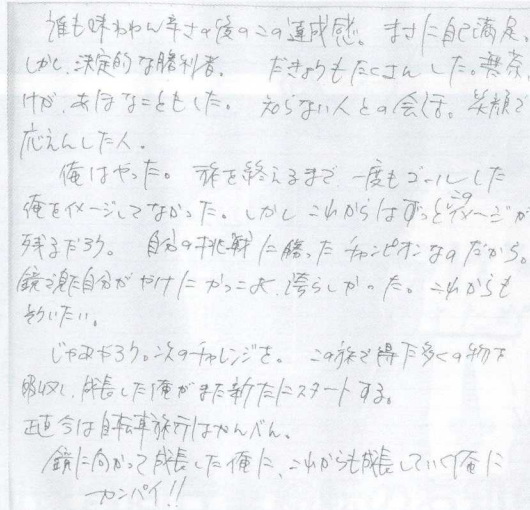 誰も味わわん辛さの後のこの達成感。まさに自己満足。
しかし、決定的な勝利者。だきょうもたくさんした。無茶
けが、あほなこともした。知らない人との会話。笑顔で
応えんした人。
俺はやった。旅を終えるまで、一度もゴールした
俺をイメージしてなかった。しかしこれからはずっとこのイメージが
残るだろう。自分の挑戦に勝ったチャンピオンなのだから。
鏡で見た自分がやけにかっこよく、誇らしかった。これからも
いたい。
じゃあやろう。次のチャレンジを。この旅で得た多くの物を
吸収し、成長した俺がまた新たにスタートする。
正直今は自転車旅行はかんべん。
鏡に向かって成長した俺に、これからも成長していく俺に
カンパイ!!